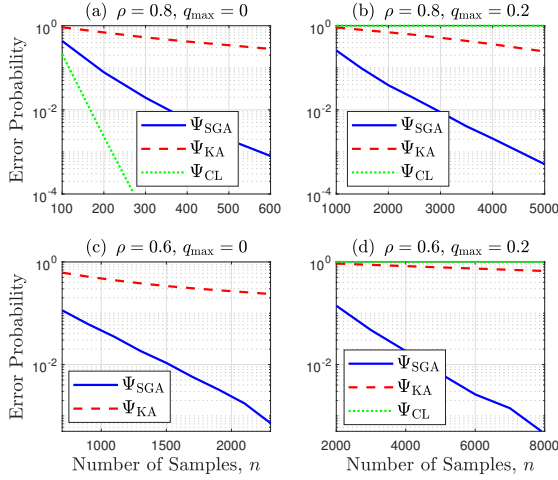 (a) ρ = 0.8, q_max = 0
(b) ρ = 0.8, q_max = 0.2
Error Probability
10^0
10^-2
10^-4
100 200 300 400 500 600
Ψ_SGA
Ψ_KA
Ψ_CL
10^0
10^-2
10^-4
1000 2000 3000 4000 5000
Ψ_SGA
Ψ_KA
Ψ_CL
(c) ρ = 0.6, q_max = 0
(d) ρ = 0.6, q_max = 0.2
Error Probability
10^0
10^-2
1000 1500 2000
Ψ_SGA
Ψ_KA
Number of Samples, n
10^0
10^-2
2000 4000 6000 8000
Ψ_SGA
Ψ_KA
Ψ_CL
Number of Samples, n